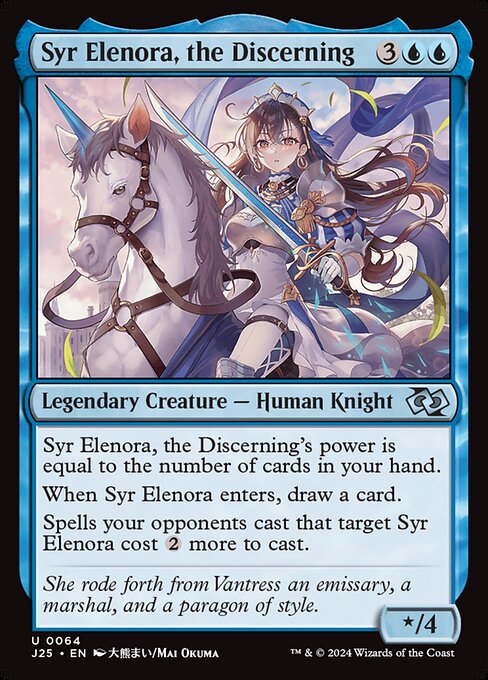 Syr Elenora, the Discerning 3
Legendary Creature — Human Knight
Syr Elenora, the Discerning's power is
equal to the number of cards in your hand.
When Syr Elenora enters, draw a card.
Spells your opponents cast that target Syr
Elenora cost 2 more to cast.
She rode forth from Vantress an emissary, a
marshal, and a paragon of style.
*/4
U 0064
J25 • EN 大熊まい/Mai Okuma
™ & © 2024 Wizards of the Coast